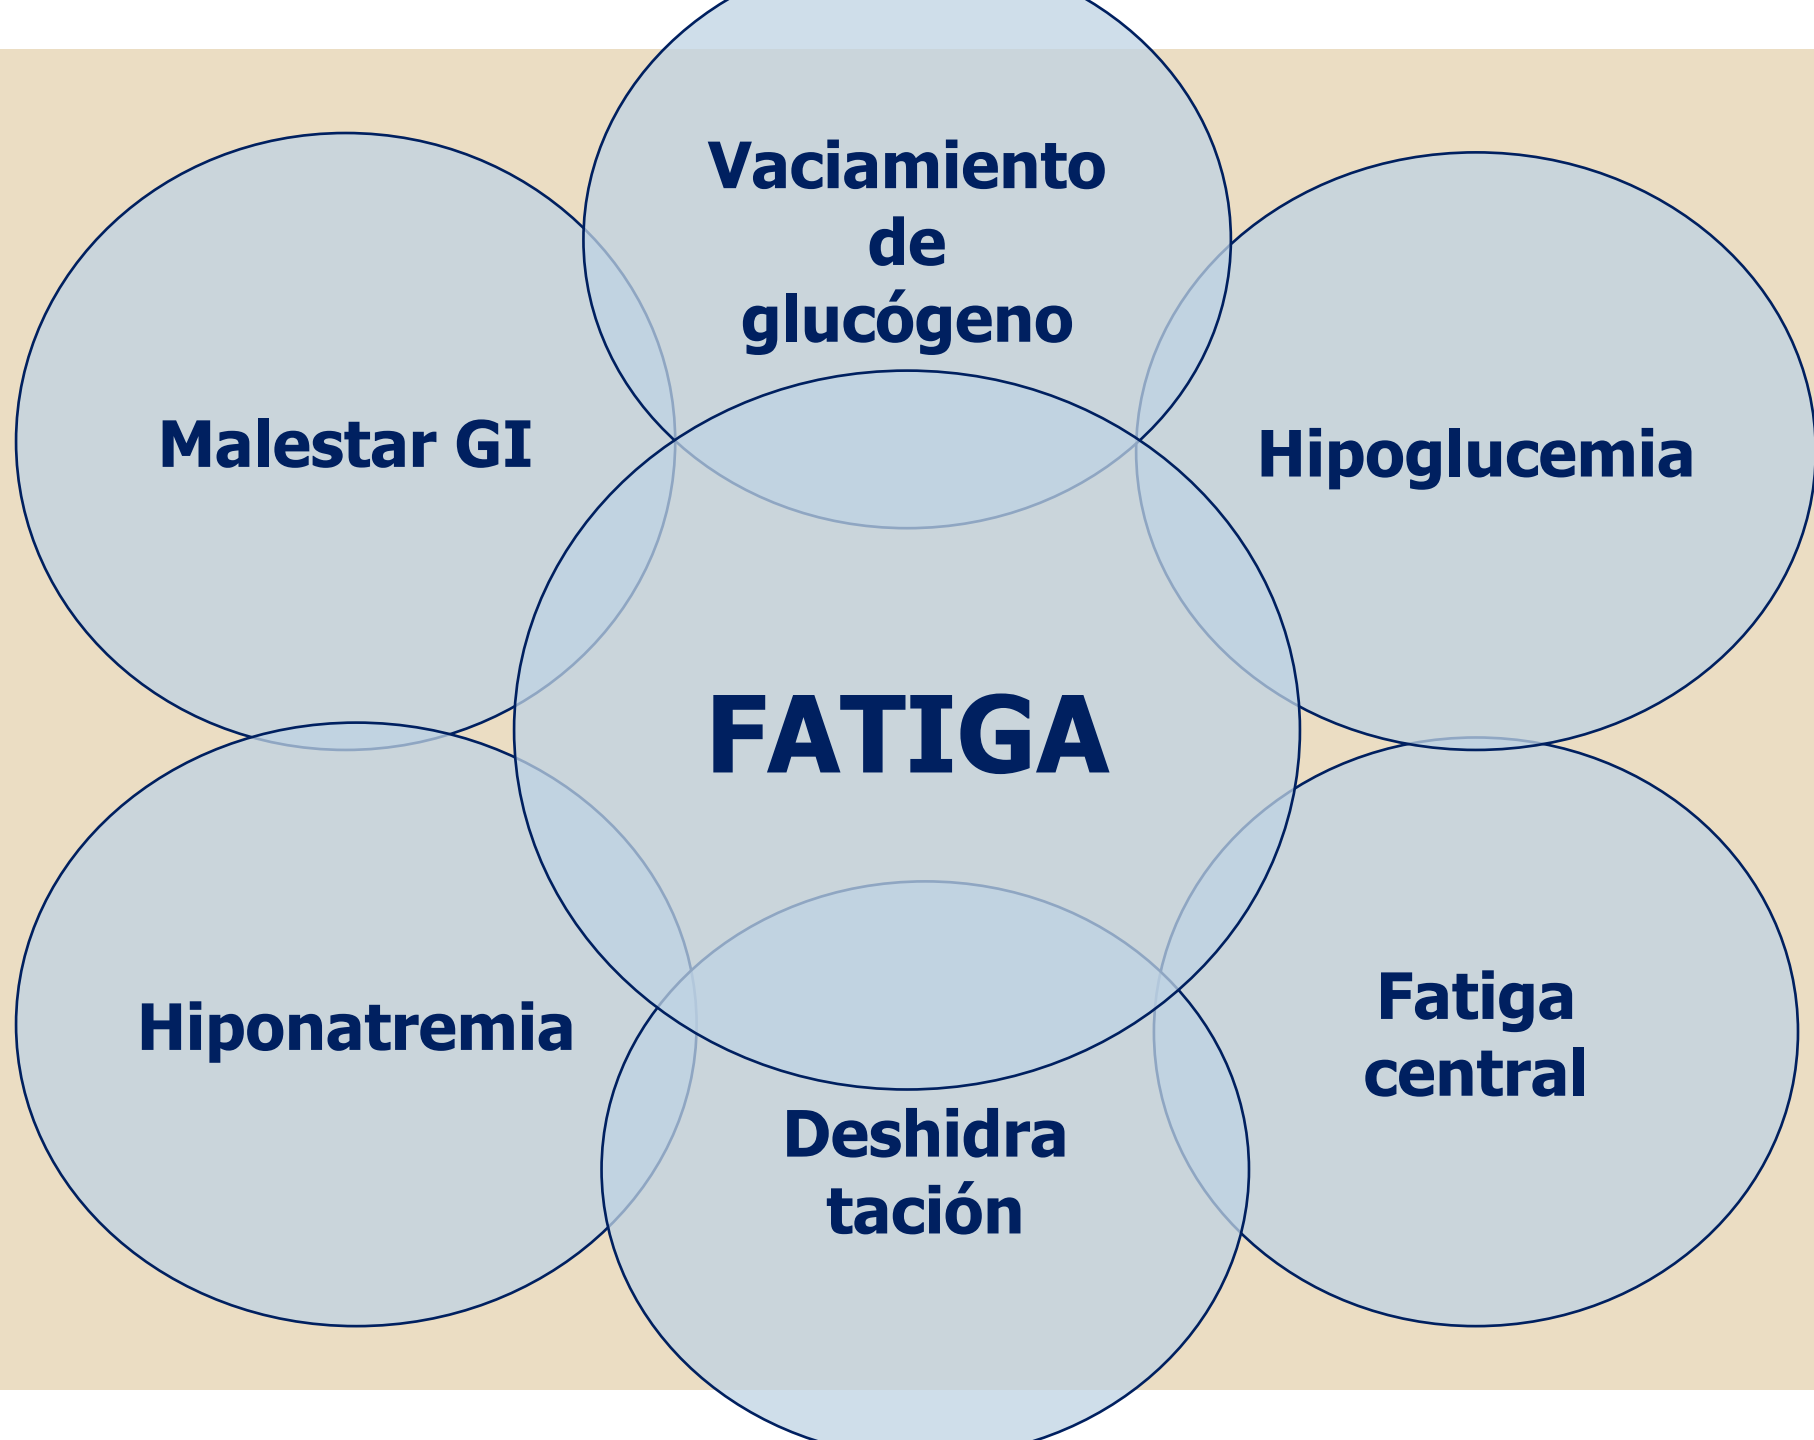 Vaciamiento
de
glucógeno
Malestar GI
Hipoglucemia
FATIGA
Hiponatremia
Fatiga
central
Deshidra
tación